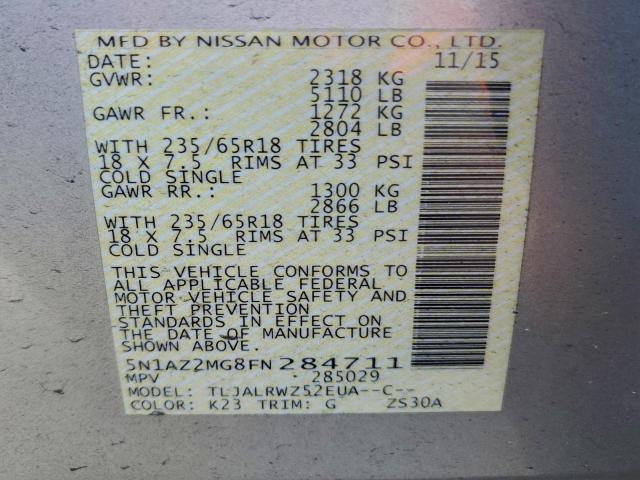 MFD BY NISSAN MOTOR CO., LTD.
DATE: 11/15
GVWR: 2318 KG
5110 LB
GAWR FR.: 1272 KG
2804 LB
WITH 235/65R18 TIRES
18 X 7.5 RIMS AT 33 PSI
COLD SINGLE
GAWR RR.: 1300 KG
2866 LB
WITH 235/65R18 TIRES
18 X 7.5 RIMS AT 33 PSI
COLD SINGLE
THIS VEHICLE CONFORMS TO
ALL APPLICABLE FEDERAL
MOTOR VEHICLE SAFETY AND
THEFT PREVENTION
STANDARDS IN EFFECT ON
THE DATE OF MANUFACTURE
SHOWN ABOVE.
5N1AZ2MG8FN284711
MPV 285029
MODEL: TLJALRWZ52EUA--C--
COLOR: K23 TRIM: G ZS30A